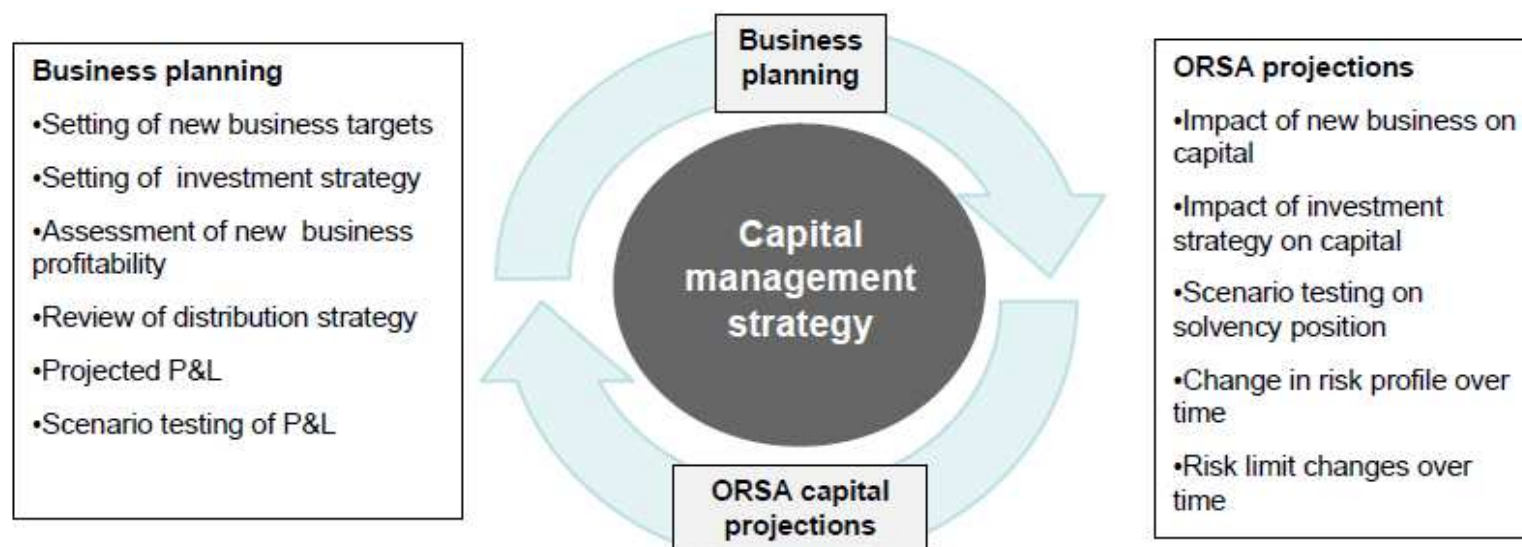 Business planning
•Setting of new business targets
•Setting of  investment strategy
•Assessment of new  business
profitability
•Review of distribution strategy
•Projected P&L
•Scenario testing of P&L
Business
planning
Capital
management
strategy
ORSA capital
projections
ORSA projections
•Impact of new business on
capital
•Impact of investment
strategy on capital
•Scenario testing on
solvency position
•Change in risk profile over
time
•Risk limit changes over
time